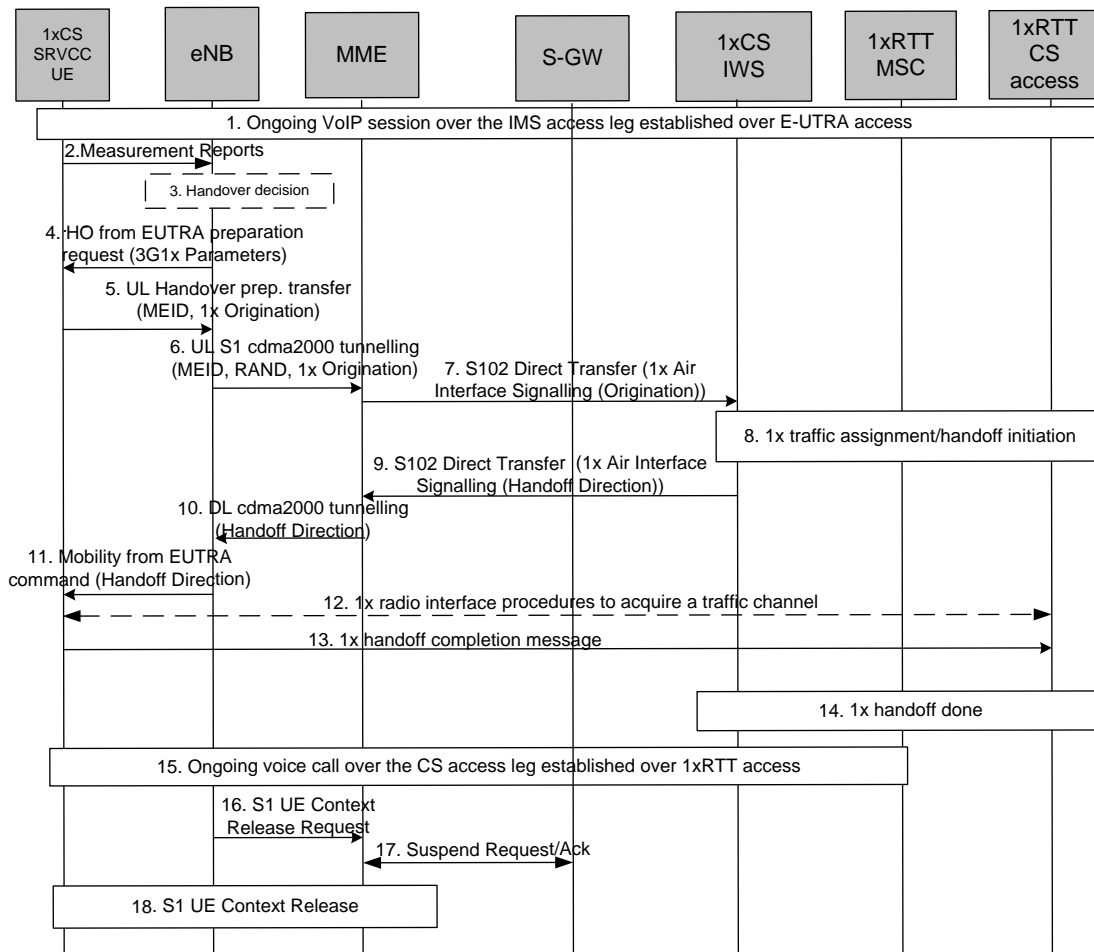 1xCS
SRVCC
UE
eNB
MME
S-GW
1xCS
IWS
1xRTT
MSC
1xRTT
CS
access
1. Ongoing VoIP session over the IMS access leg established over E-UTRA access
2.Measurement Reports
3. Handover decision
4. HO from EUTRA preparation
request (3G1x Parameters)
5. UL Handover prep. transfer
(MEID, 1x Origination)
6. UL S1 cdma2000 tunnelling
(MEID, RAND, 1x Origination)
7. S102 Direct Transfer (1x Air
Interface Signalling (Origination))
8. 1x traffic assignment/handoff initiation
9. S102 Direct Transfer (1x Air Interface
Signalling (Handoff Direction))
10. DL cdma2000 tunnelling
(Handoff Direction)
11. Mobility from EUTRA
command (Handoff Direction)
12. 1x radio interface procedures to acquire a traffic channel
13. 1x handoff completion message
14. 1x handoff done
15. Ongoing voice call over the CS access leg established over 1xRTT access
16. S1 UE Context
Release Request
17. Suspend Request/Ack
18. S1 UE Context Release